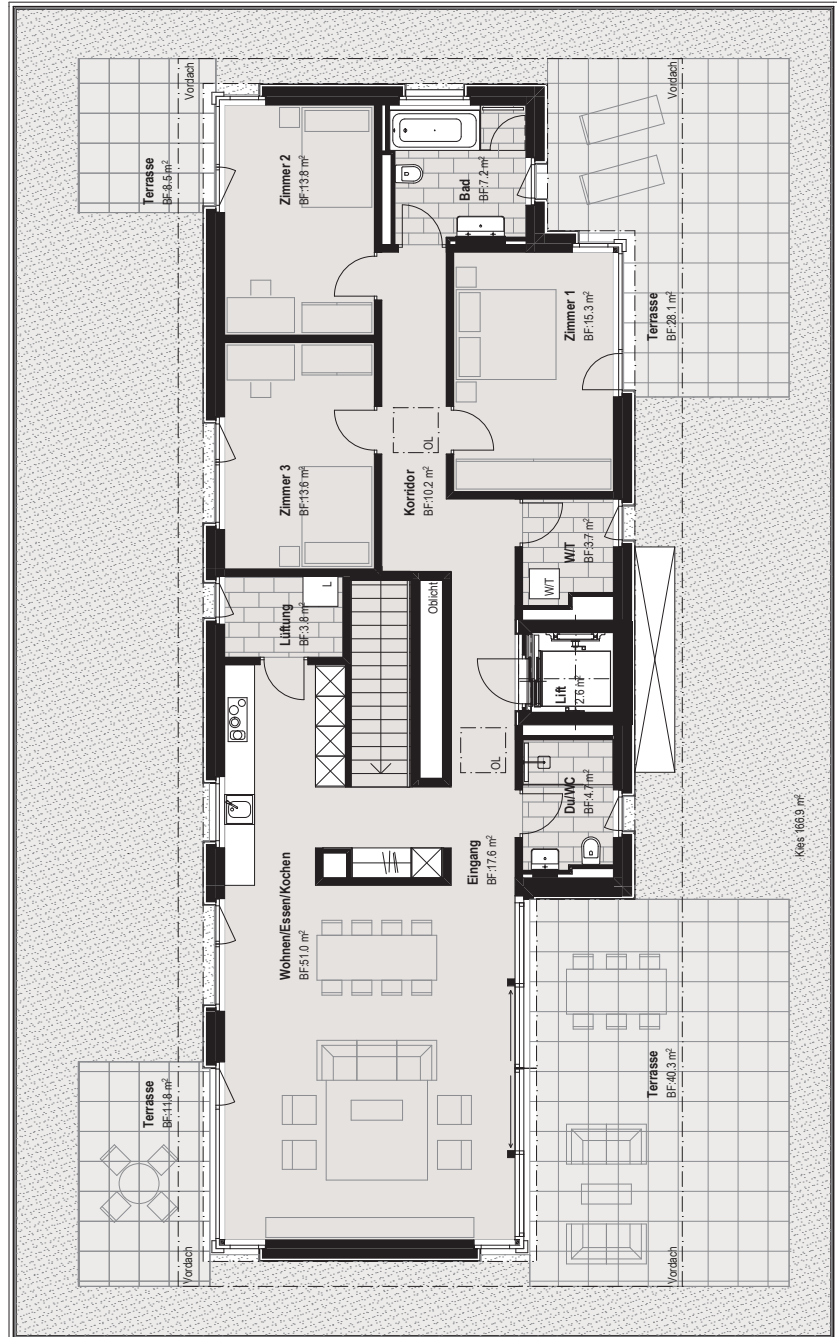 Vordach
Vordach
Terrasse
BF:8.5 m²
Zimmer 2
BF:13.8 m²
Bad
BF:7.2 m²
Zimmer 1
BF:15.3 m²
Terrasse
BF:28.1 m²
Zimmer 3
BF:13.6 m²
OL
Korridor
BF:10.2 m²
W/T
BF:3.7 m²
W/T
L
Lüftung
BF:3.8 m²
Oblicht
Lift
2.6 m²
OL
Du/WC
BF:4.7 m²
Kies 166.9 m²
Eingang
BF:17.6 m²
Wohnen/Essen/Kochen
BF:51.0 m²
Terrasse
BF:11.8 m²
Terrasse
BF:40.3 m²
Vordach
Vordach